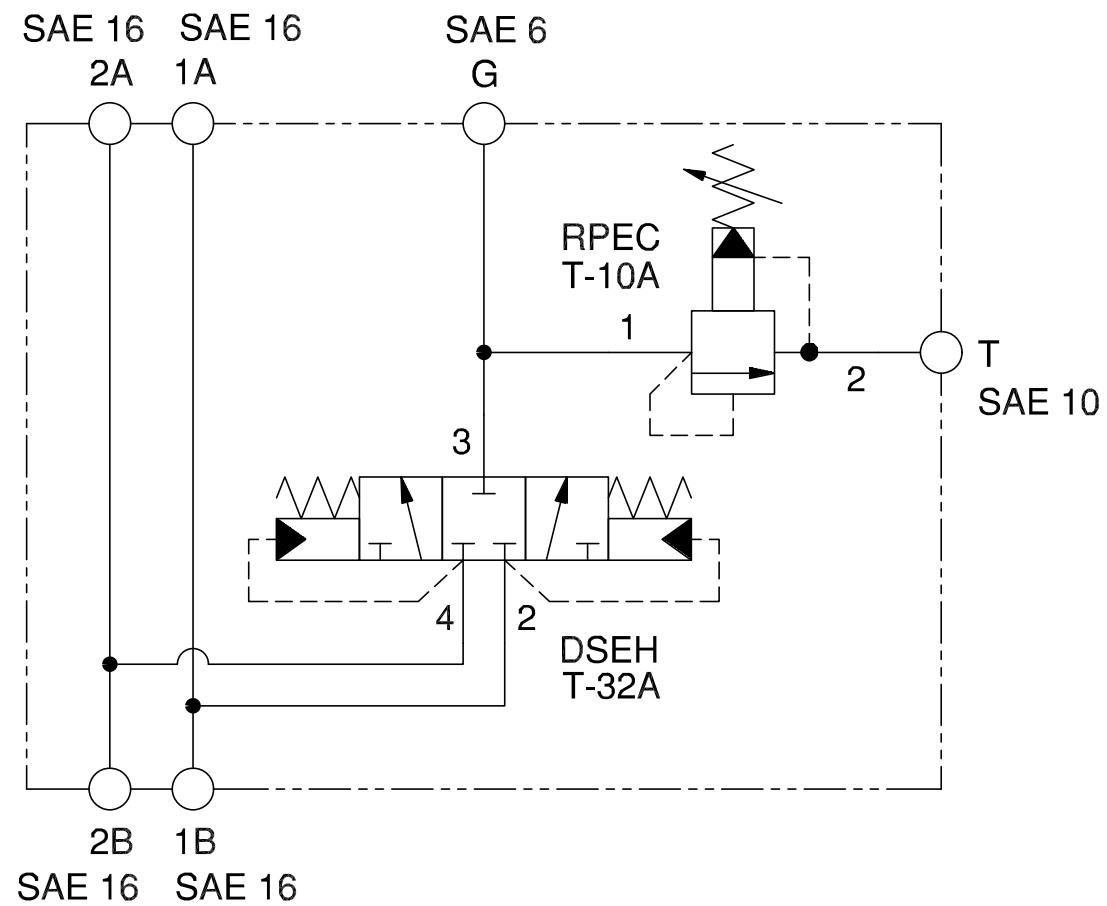 SAE 16
SAE 16
SAE 6
2A
1A
G
RPEC
T-10A
1
T
2
SAE 10
3
4
2
DSEH
T-32A
2B
1B
SAE 16
SAE 16